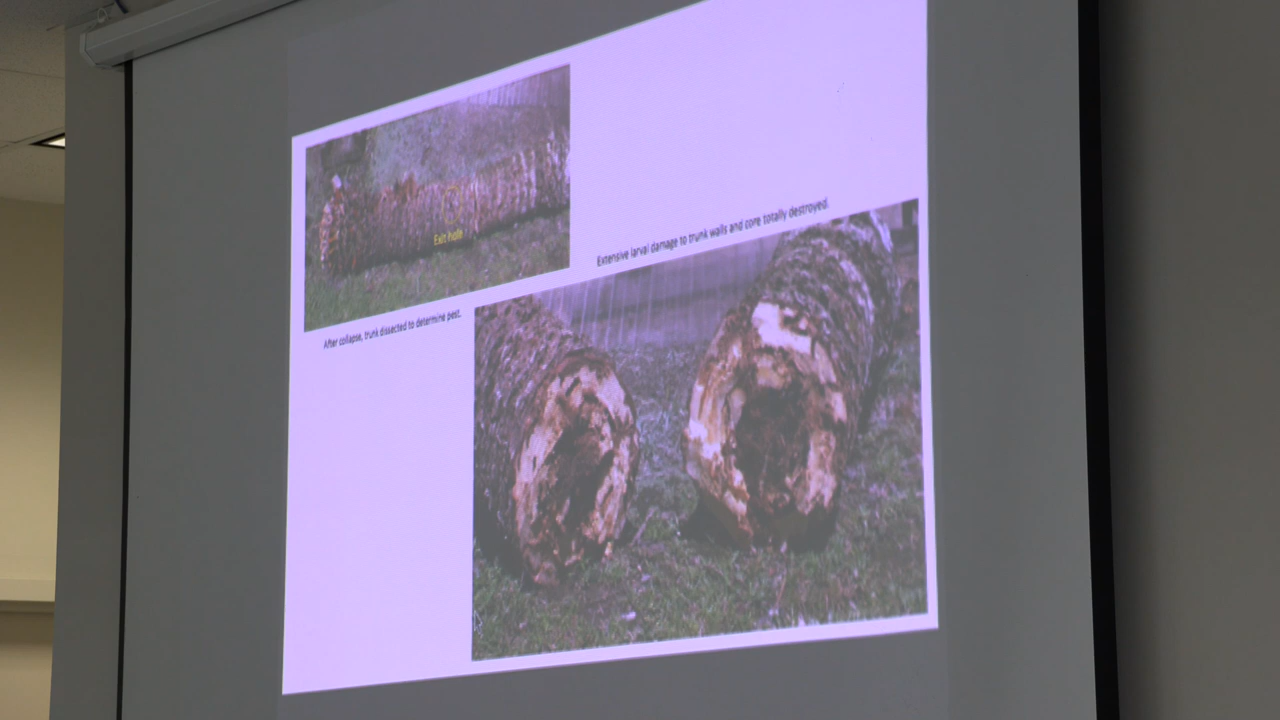 Exit hole
After collapse, trunk dissected to determine pest.
Extensive larval damage to trunk walls and core totally destroyed.